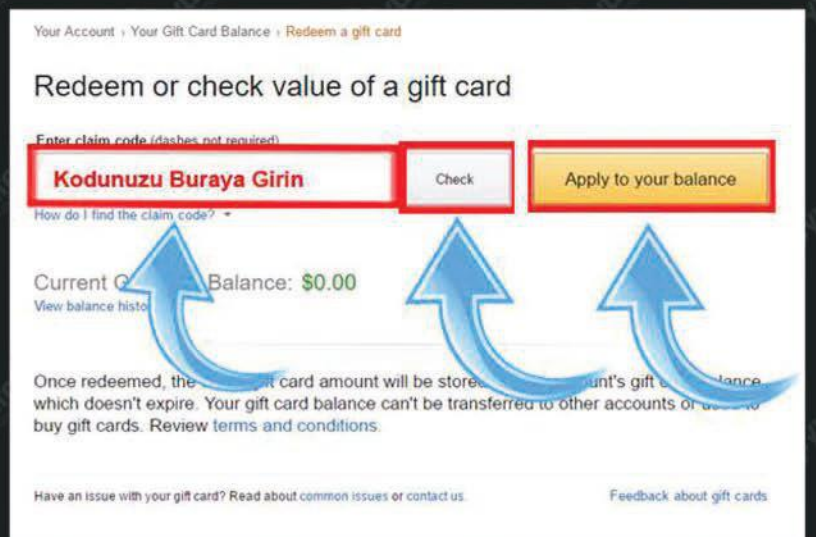 Your Account › Your Gift Card Balance › Redeem a gift card
Redeem or check value of a gift card
Enter claim code (dashes not required)
Kodunuzu Buraya Girin
Check
Apply to your balance
How do I find the claim code?
Current Balance: $0.00
View balance
Once redeemed, the card amount will be gift
which doesn't expire. Your gift card balance can't be transferred to other accounts or to
buy gift cards. Review terms and conditions.
Have an issue with your gift card? Read about common issues or contact us.
Feedback about gift cards